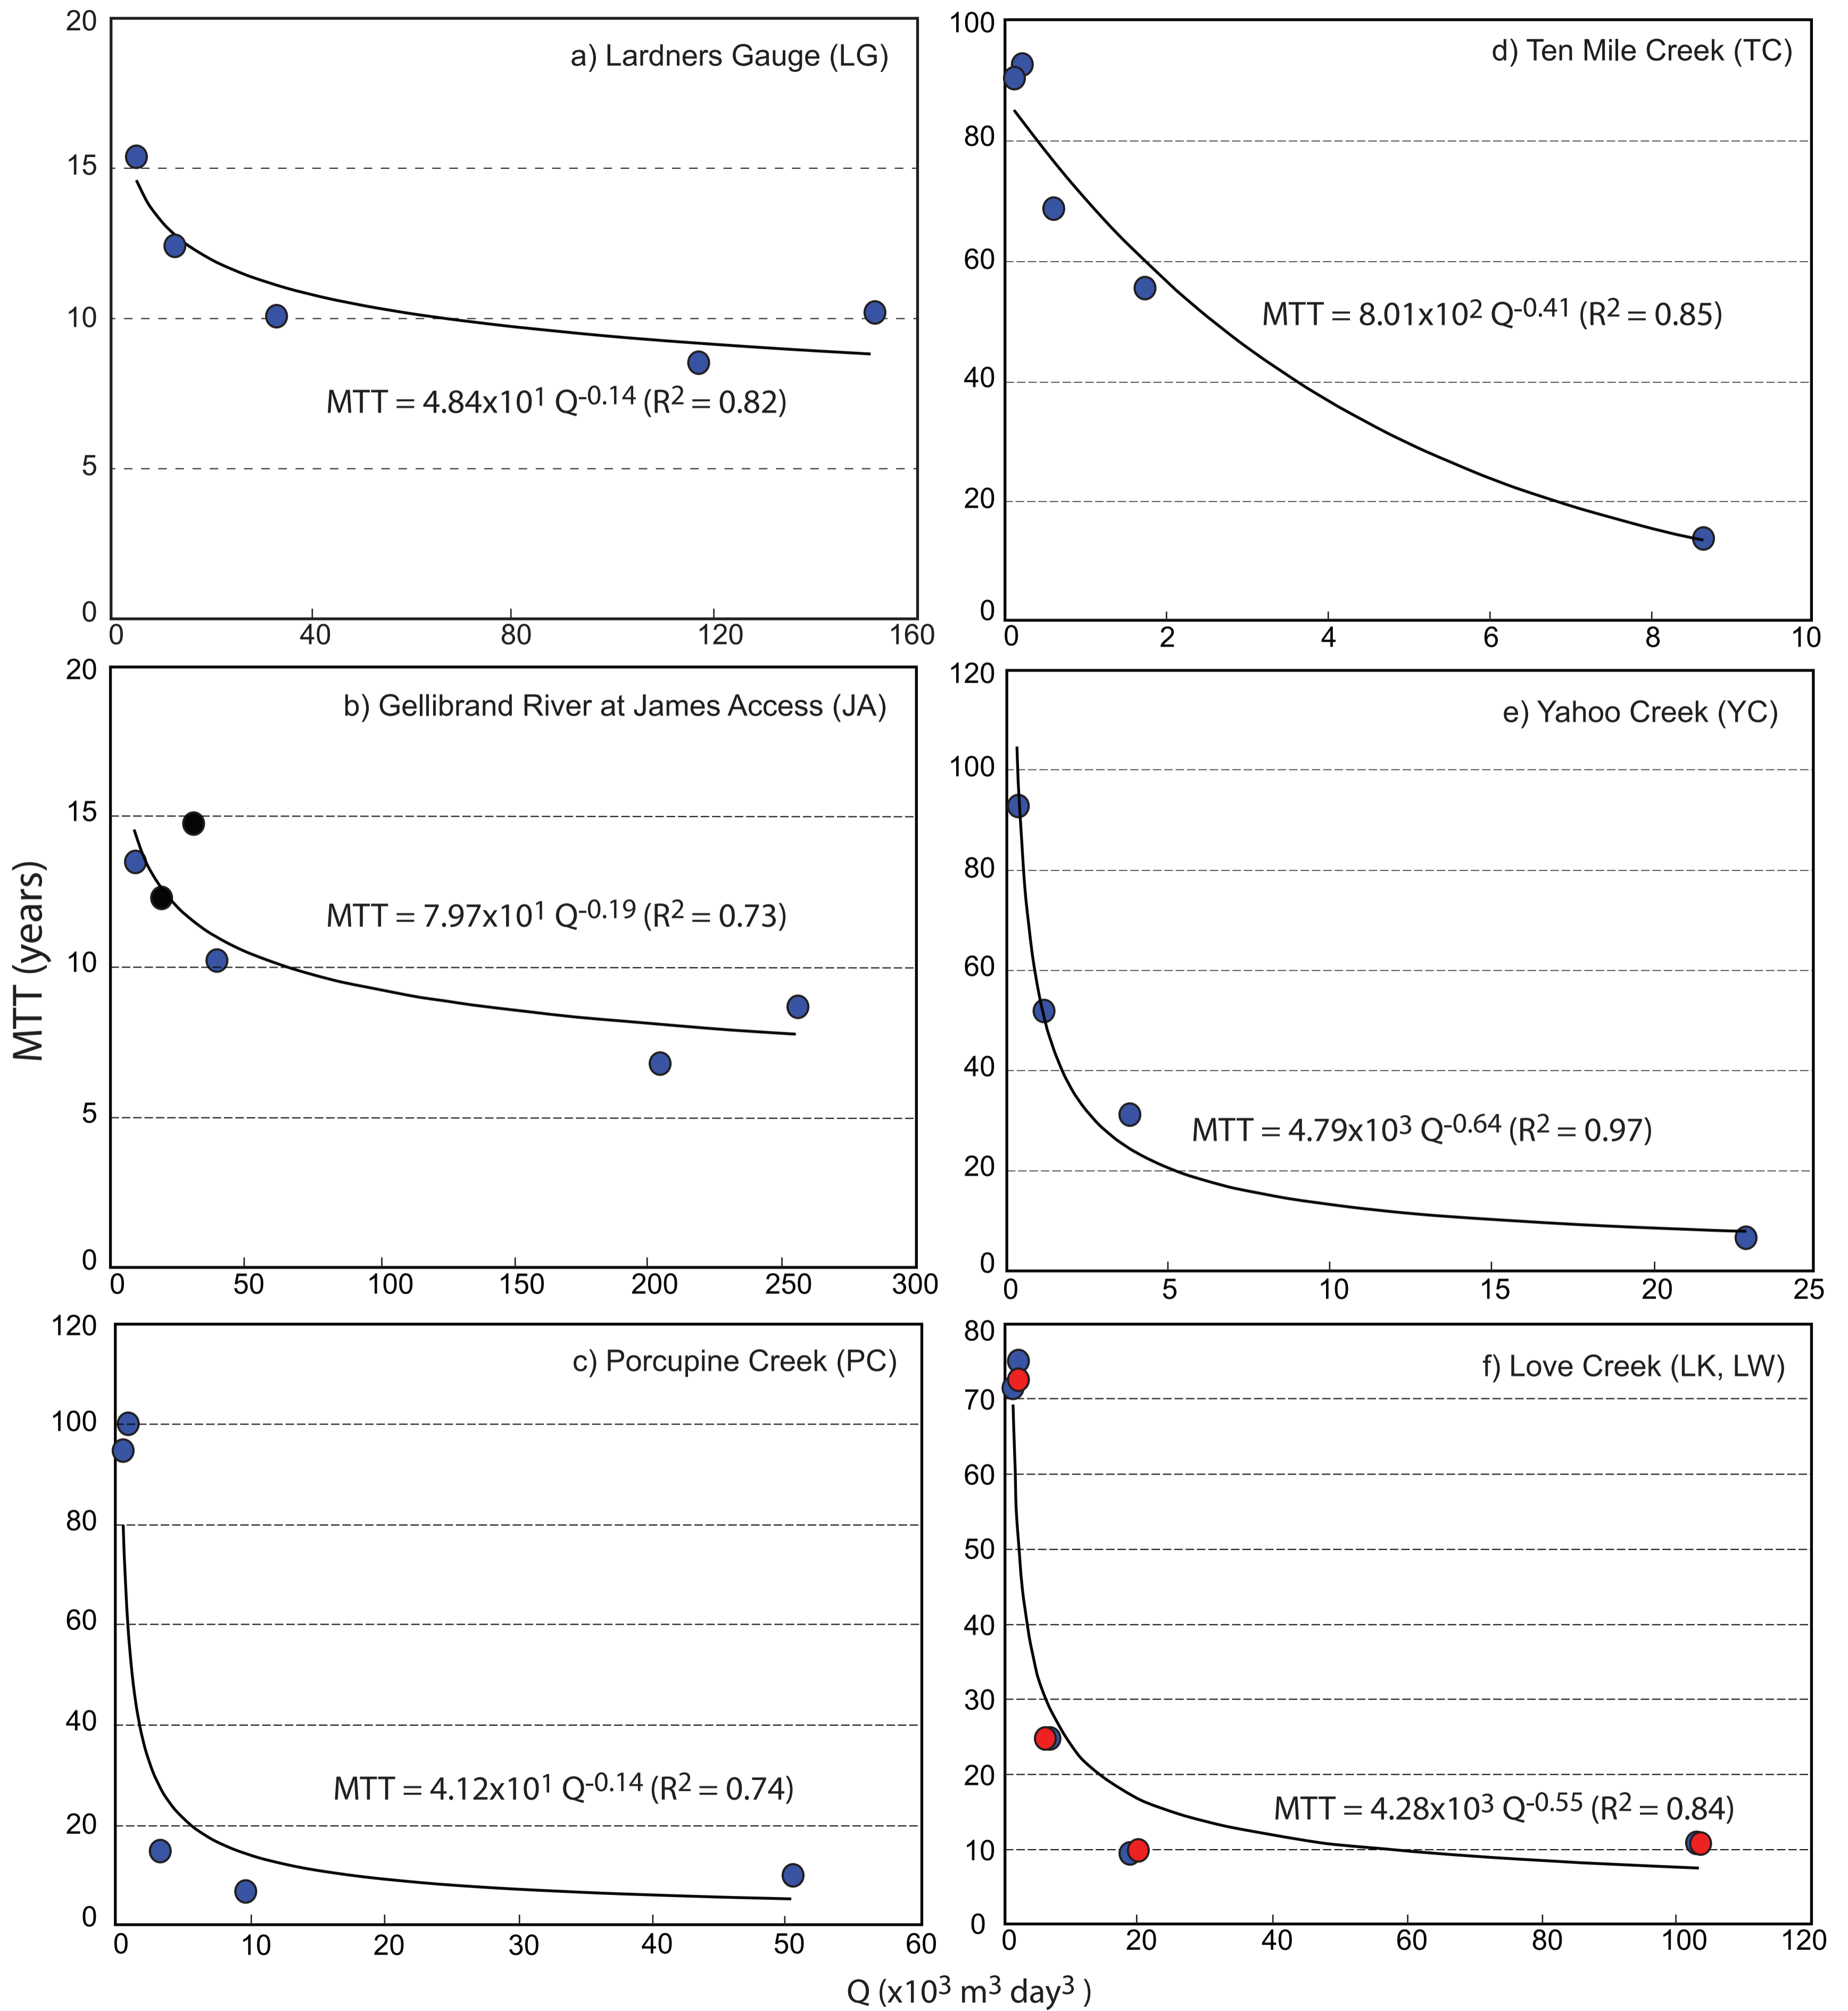 a) Lardners Gauge (LG)
20
15
10
5
0
MTT = 4.84x10¹ Q⁻⁰·¹⁴ (R² = 0.82)
0 40 80 120 160
d) Ten Mile Creek (TC)
100
80
60
40
20
0
MTT = 8.01x10² Q⁻⁰·⁴¹ (R² = 0.85)
0 2 4 6 8 10
MTT (years)
b) Gellibrand River at James Access (JA)
20
15
10
5
0
MTT = 7.97x10¹ Q⁻⁰·¹⁹ (R² = 0.73)
0 50 100 150 200 250 300
e) Yahoo Creek (YC)
120
100
80
60
40
20
0
MTT = 4.79x10³ Q⁻⁰·⁶⁴ (R² = 0.97)
0 5 10 15 20 25
c) Porcupine Creek (PC)
120
100
80
60
40
20
0
MTT = 4.12x10¹ Q⁻⁰·¹⁴ (R² = 0.74)
0 10 20 30 40 50 60
f) Love Creek (LK, LW)
80
70
60
50
40
30
20
10
0
MTT = 4.28x10³ Q⁻⁰·⁵⁵ (R² = 0.84)
0 20 40 60 80 100 120
Q (x10³ m³ day³ )